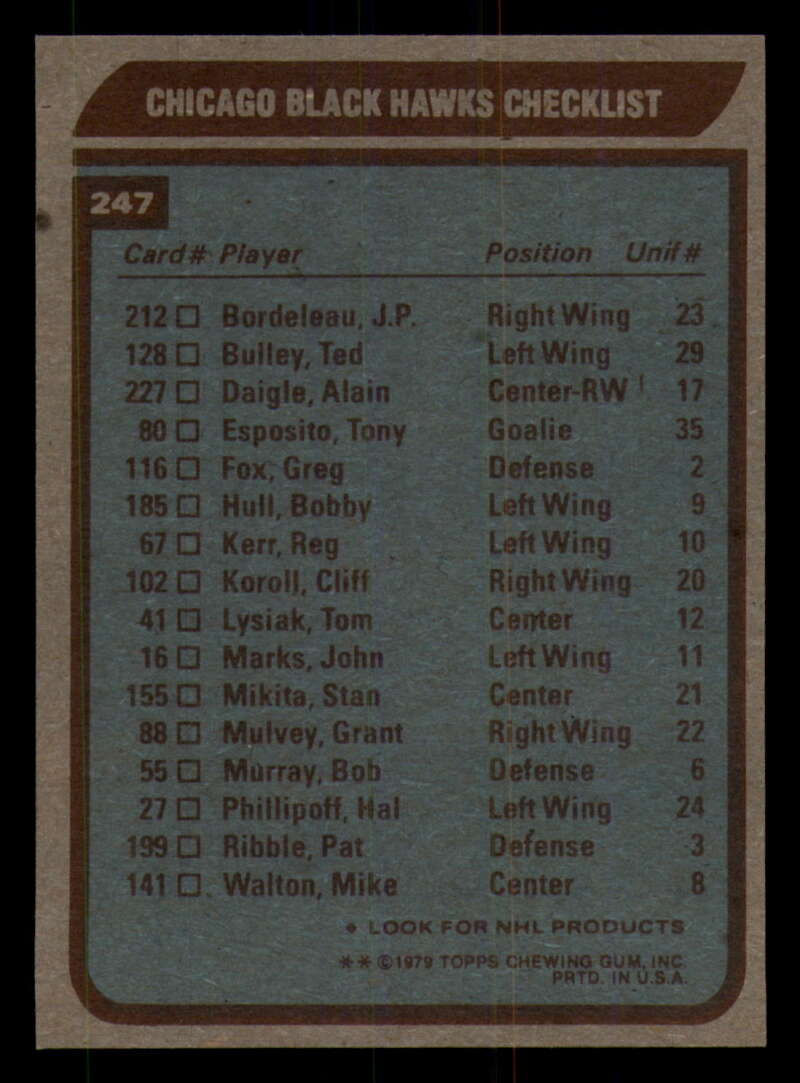 CHICAGO BLACK HAWKS CHECKLIST
247
Card# Player Position Unif#
212 □ Bordeleau, J.P. Right Wing 23
128 □ Bulley, Ted Left Wing 29
227 □ Daigle, Alain Center-RW 17
80 □ Esposito, Tony Goalie 35
116 □ Fox, Greg Defense 2
185 □ Hull, Bobby Left Wing 9
67 □ Kerr, Reg Left Wing 10
102 □ Koroll, Cliff Right Wing 20
41 □ Lysiak, Tom Center 12
16 □ Marks, John Left Wing 11
155 □ Mikita, Stan Center 21
88 □ Mulvey, Grant Right Wing 22
55 □ Murray, Bob Defense 6
27 □ Phillipoff, Hal Left Wing 24
199 □ Ribble, Pat Defense 3
141 □ Walton, Mike Center 8
• LOOK FOR NHL PRODUCTS
** ©1979 TOPPS CHEWING GUM, INC.
PRTD. IN U.S.A.